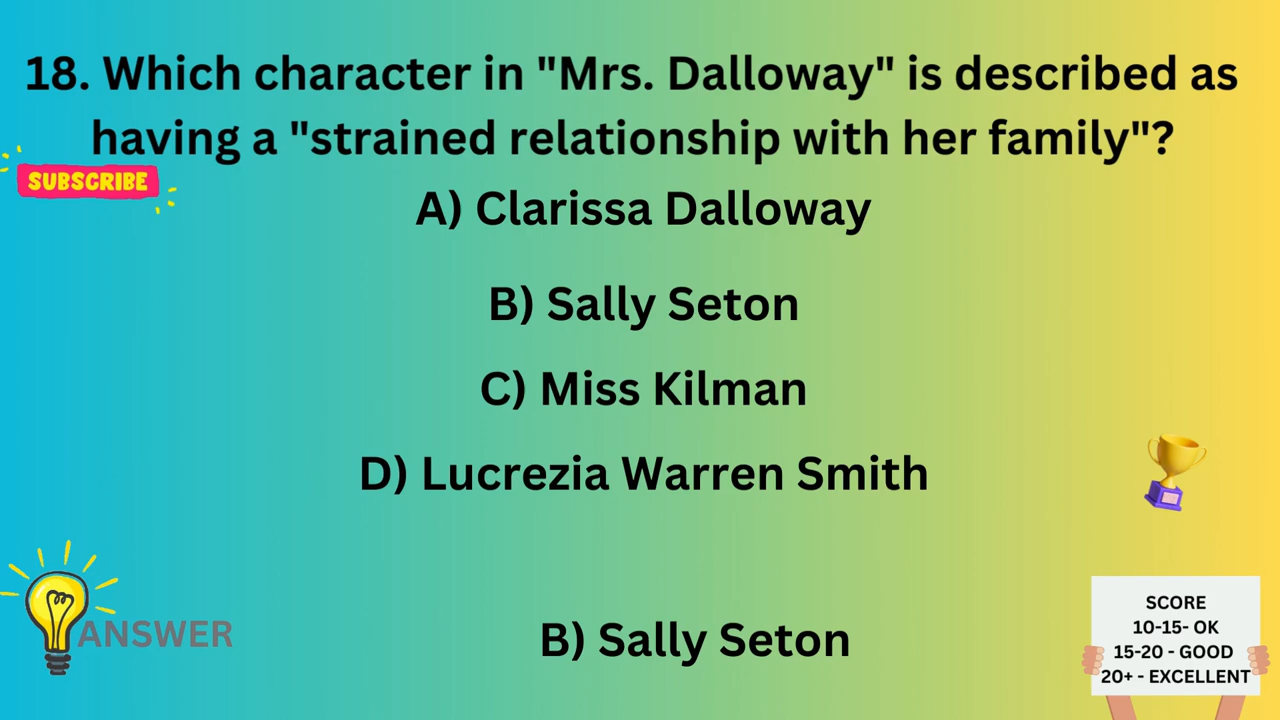 18. Which character in "Mrs. Dalloway" is described as
having a "strained relationship with her family"?
SUBSCRIBE
A) Clarissa Dalloway
B) Sally Seton
C) Miss Kilman
D) Lucrezia Warren Smith
ANSWER
B) Sally Seton
SCORE
10-15- OK
15-20 - GOOD
20+ - EXCELLENT